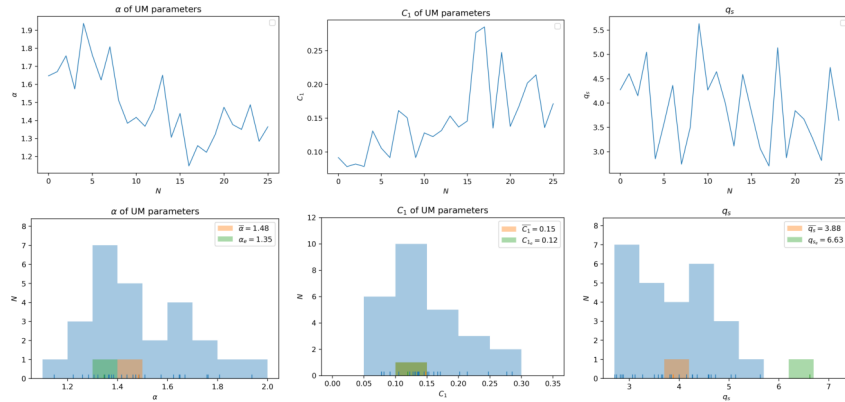 α of UM parameters
1.9
1.8
1.7
1.6
1.5
1.4
1.3
1.2
α
0 5 10 15 20 25
N
C₁ of UM parameters
0.25
0.20
0.15
0.10
C₁
0 5 10 15 20 25
N
qₛ
5.5
5.0
4.5
4.0
3.5
3.0
qₛ
0 5 10 15 20 25
N
α of UM parameters
8
7
6
5
4
3
2
1
0
N
ᾱ = 1.48
αₑ = 1.35
1.2 1.4 1.6 1.8 2.0
α
C₁ of UM parameters
12
10
8
6
4
2
0
N
C̄₁ = 0.15
C₁ₑ = 0.12
0.00 0.05 0.10 0.15 0.20 0.25 0.30 0.35
C₁
qₛ
8
7
6
5
4
3
2
1
0
N
q̄ₛ = 3.88
qₛₑ = 6.63
3 4 5 6 7
qₛ